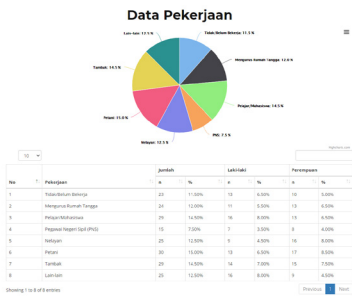 Data Pekerjaan
Lain-lain: 12.5 %
Tidak/Belum Bekerja: 11.5 %
Mengurus Rumah Tangga: 12.0 %
Tambak: 14.5 %
Pelajar/Mahasiswa: 14.5 %
Petani: 15.0 %
PNS: 7.5 %
Nelayan: 12.5 %
Highcharts.com
10
Jumlah Laki-laki Perempuan
No Pekerjaan n % n % n %
1 Tidak/Belum Bekerja 23 11.50% 13 6.50% 10 5.00%
2 Mengurus Rumah Tangga 24 12.00% 11 5.50% 13 6.50%
3 Pelajar/Mahasiswa 29 14.50% 16 8.00% 13 6.50%
4 Pegawai Negeri Sipil (PNS) 15 7.50% 7 3.50% 8 4.00%
5 Nelayan 25 12.50% 9 4.50% 16 8.00%
6 Petani 30 15.00% 13 6.50% 17 8.50%
7 Tambak 29 14.50% 14 7.00% 15 7.50%
8 Lain-lain 25 12.50% 16 8.00% 9 4.50%
Showing 1 to 8 of 8 entries
Previous 1 Next